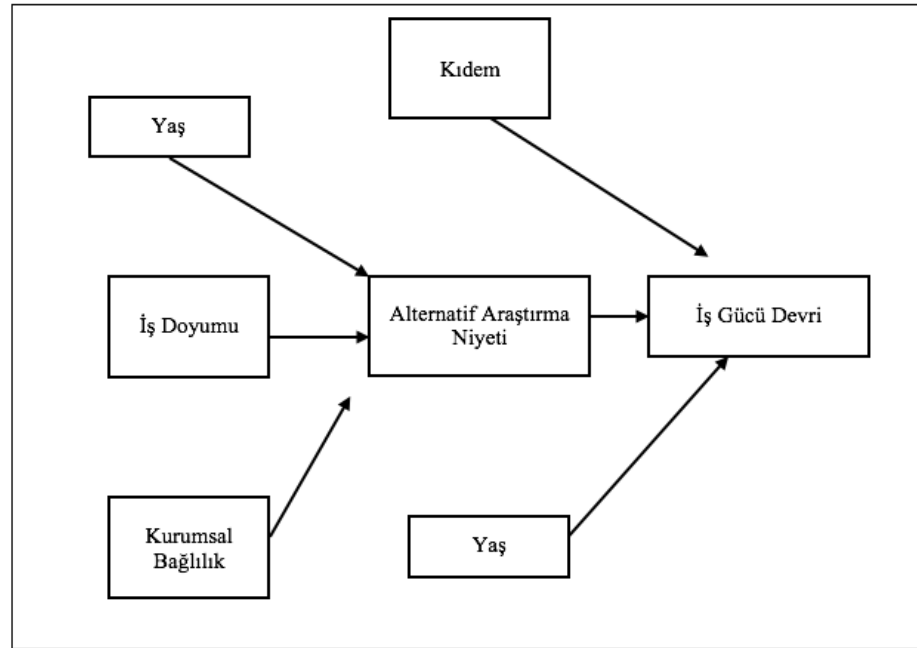 Kıdem
Yaş
İş Doyumu
Alternatif Araştırma
Niyeti
İş Gücü Devri
Kurumsal
Bağlılık
Yaş